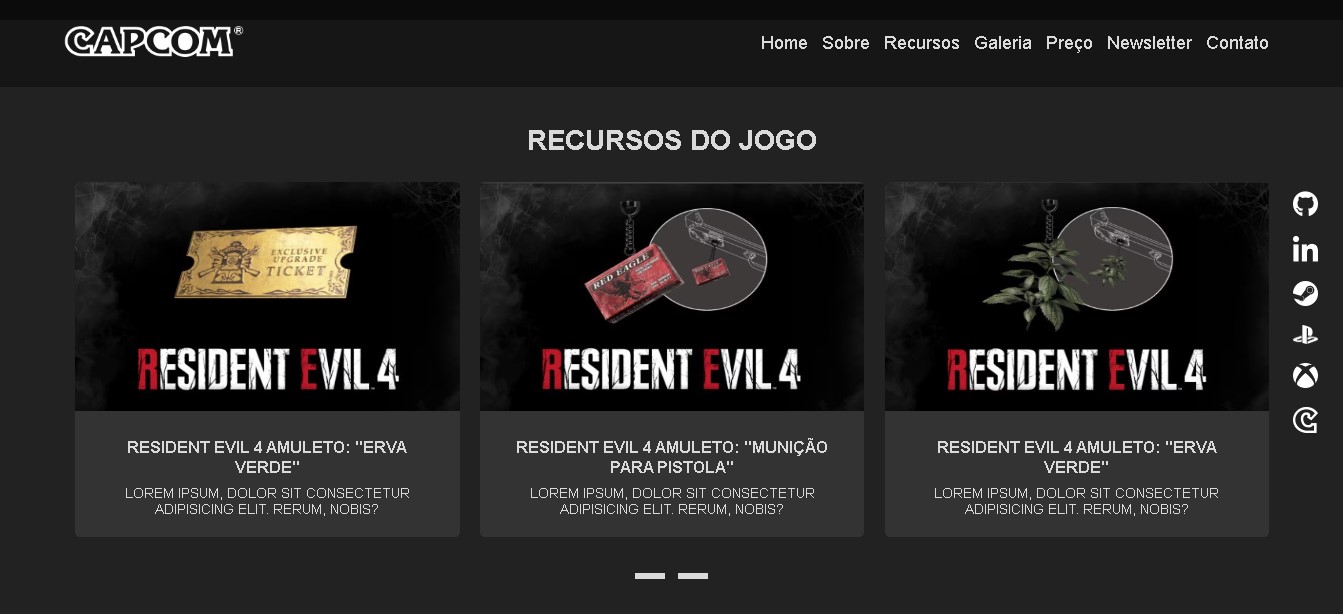 CAPCOM®
Home Sobre Recursos Galeria Preço Newsletter Contato
RECURSOS DO JOGO
EXCLUSIVE
UPGRADE
TICKET
RESIDENT EVIL 4
RESIDENT EVIL 4 AMULETO: "ERVA
VERDE"
LOREM IPSUM, DOLOR SIT CONSECTETUR
ADIPISICING ELIT. RERUM, NOBIS?
RED EAGLE
RESIDENT EVIL 4
RESIDENT EVIL 4 AMULETO: "MUNIÇÃO
PARA PISTOLA"
LOREM IPSUM, DOLOR SIT CONSECTETUR
ADIPISICING ELIT. RERUM, NOBIS?
RESIDENT EVIL 4
RESIDENT EVIL 4 AMULETO: "ERVA
VERDE"
LOREM IPSUM, DOLOR SIT CONSECTETUR
ADIPISICING ELIT. RERUM, NOBIS?
in